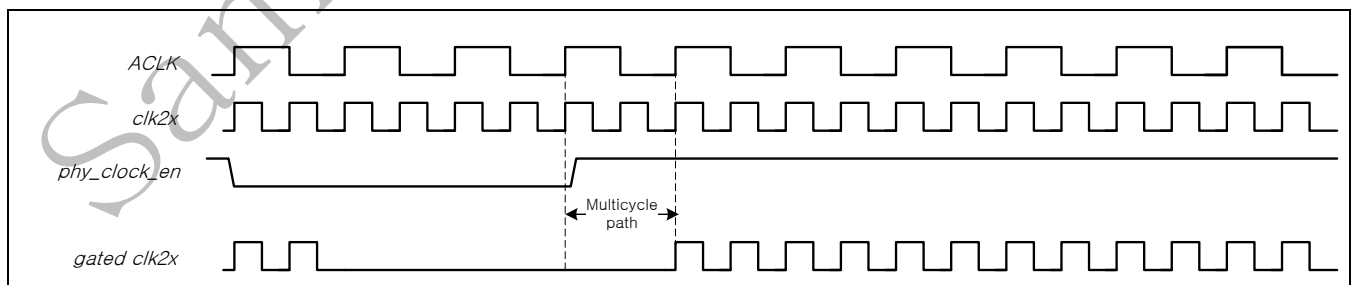 ACLK
clk2x
phy_clock_en
Multicycle
path
gated clk2x